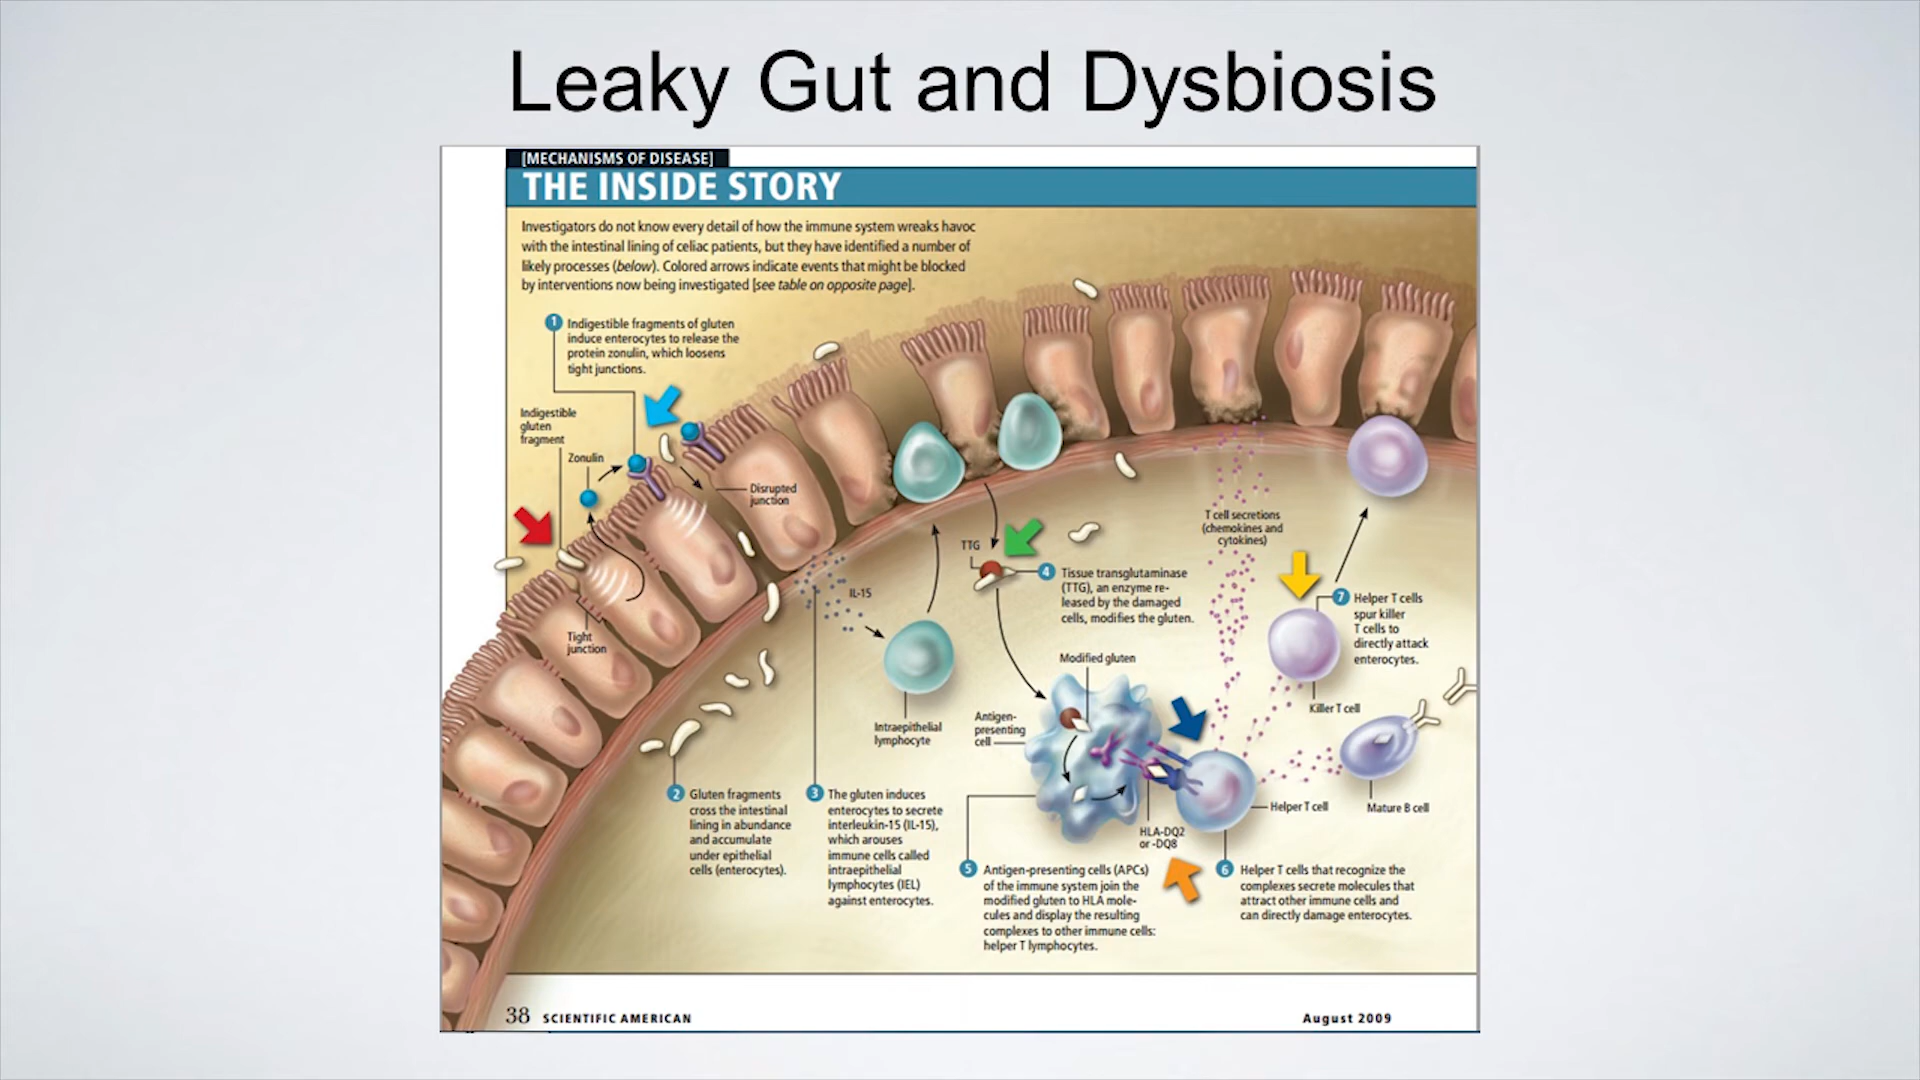 Leaky Gut and Dysbiosis
[MECHANISMS OF DISEASE]
THE INSIDE STORY
Investigators do not know every detail of how the immune system wreaks havoc
with the intestinal lining of celiac patients, but they have identified a number of
likely processes (below). Colored arrows indicate events that might be blocked
by interventions now being investigated [see table on opposite page].
1 Indigestible fragments of gluten
induce enterocytes to release the
protein zonulin, which loosens
tight junctions.
Indigestible
gluten
fragment
Zonulin
Disrupted
junction
Tight
junction
IL-15
Intraepithelial
lymphocyte
TTG
T cell secretions
(chemokines and
cytokines)
4 Tissue transglutaminase
(TTG), an enzyme re-
leased by the damaged
cells, modifies the gluten.
7 Helper T cells
spur killer
T cells to
directly attack
enterocytes.
Modified gluten
Antigen-
presenting
cell
Killer T cell
Helper T cell
Mature B cell
HLA-DQ2
or -DQ8
2 Gluten fragments
cross the intestinal
lining in abundance
and accumulate
under epithelial
cells (enterocytes).
3 The gluten induces
enterocytes to secrete
interleukin-15 (IL-15),
which arouses
immune cells called
intraepithelial
lymphocytes (IEL)
against enterocytes.
5 Antigen-presenting cells (APCs)
of the immune system join the
modified gluten to HLA mole-
cules and display the resulting
complexes to other immune cells:
helper T lymphocytes.
6 Helper T cells that recognize the
complexes secrete molecules that
attract other immune cells and
can directly damage enterocytes.
38 SCIENTIFIC AMERICAN
August 2009